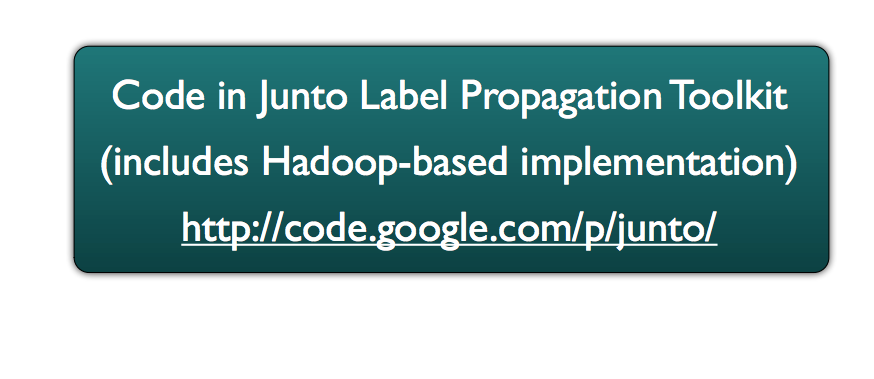 Code in Junto Label Propagation Toolkit
(includes Hadoop-based implementation)
http://code.google.com/p/junto/